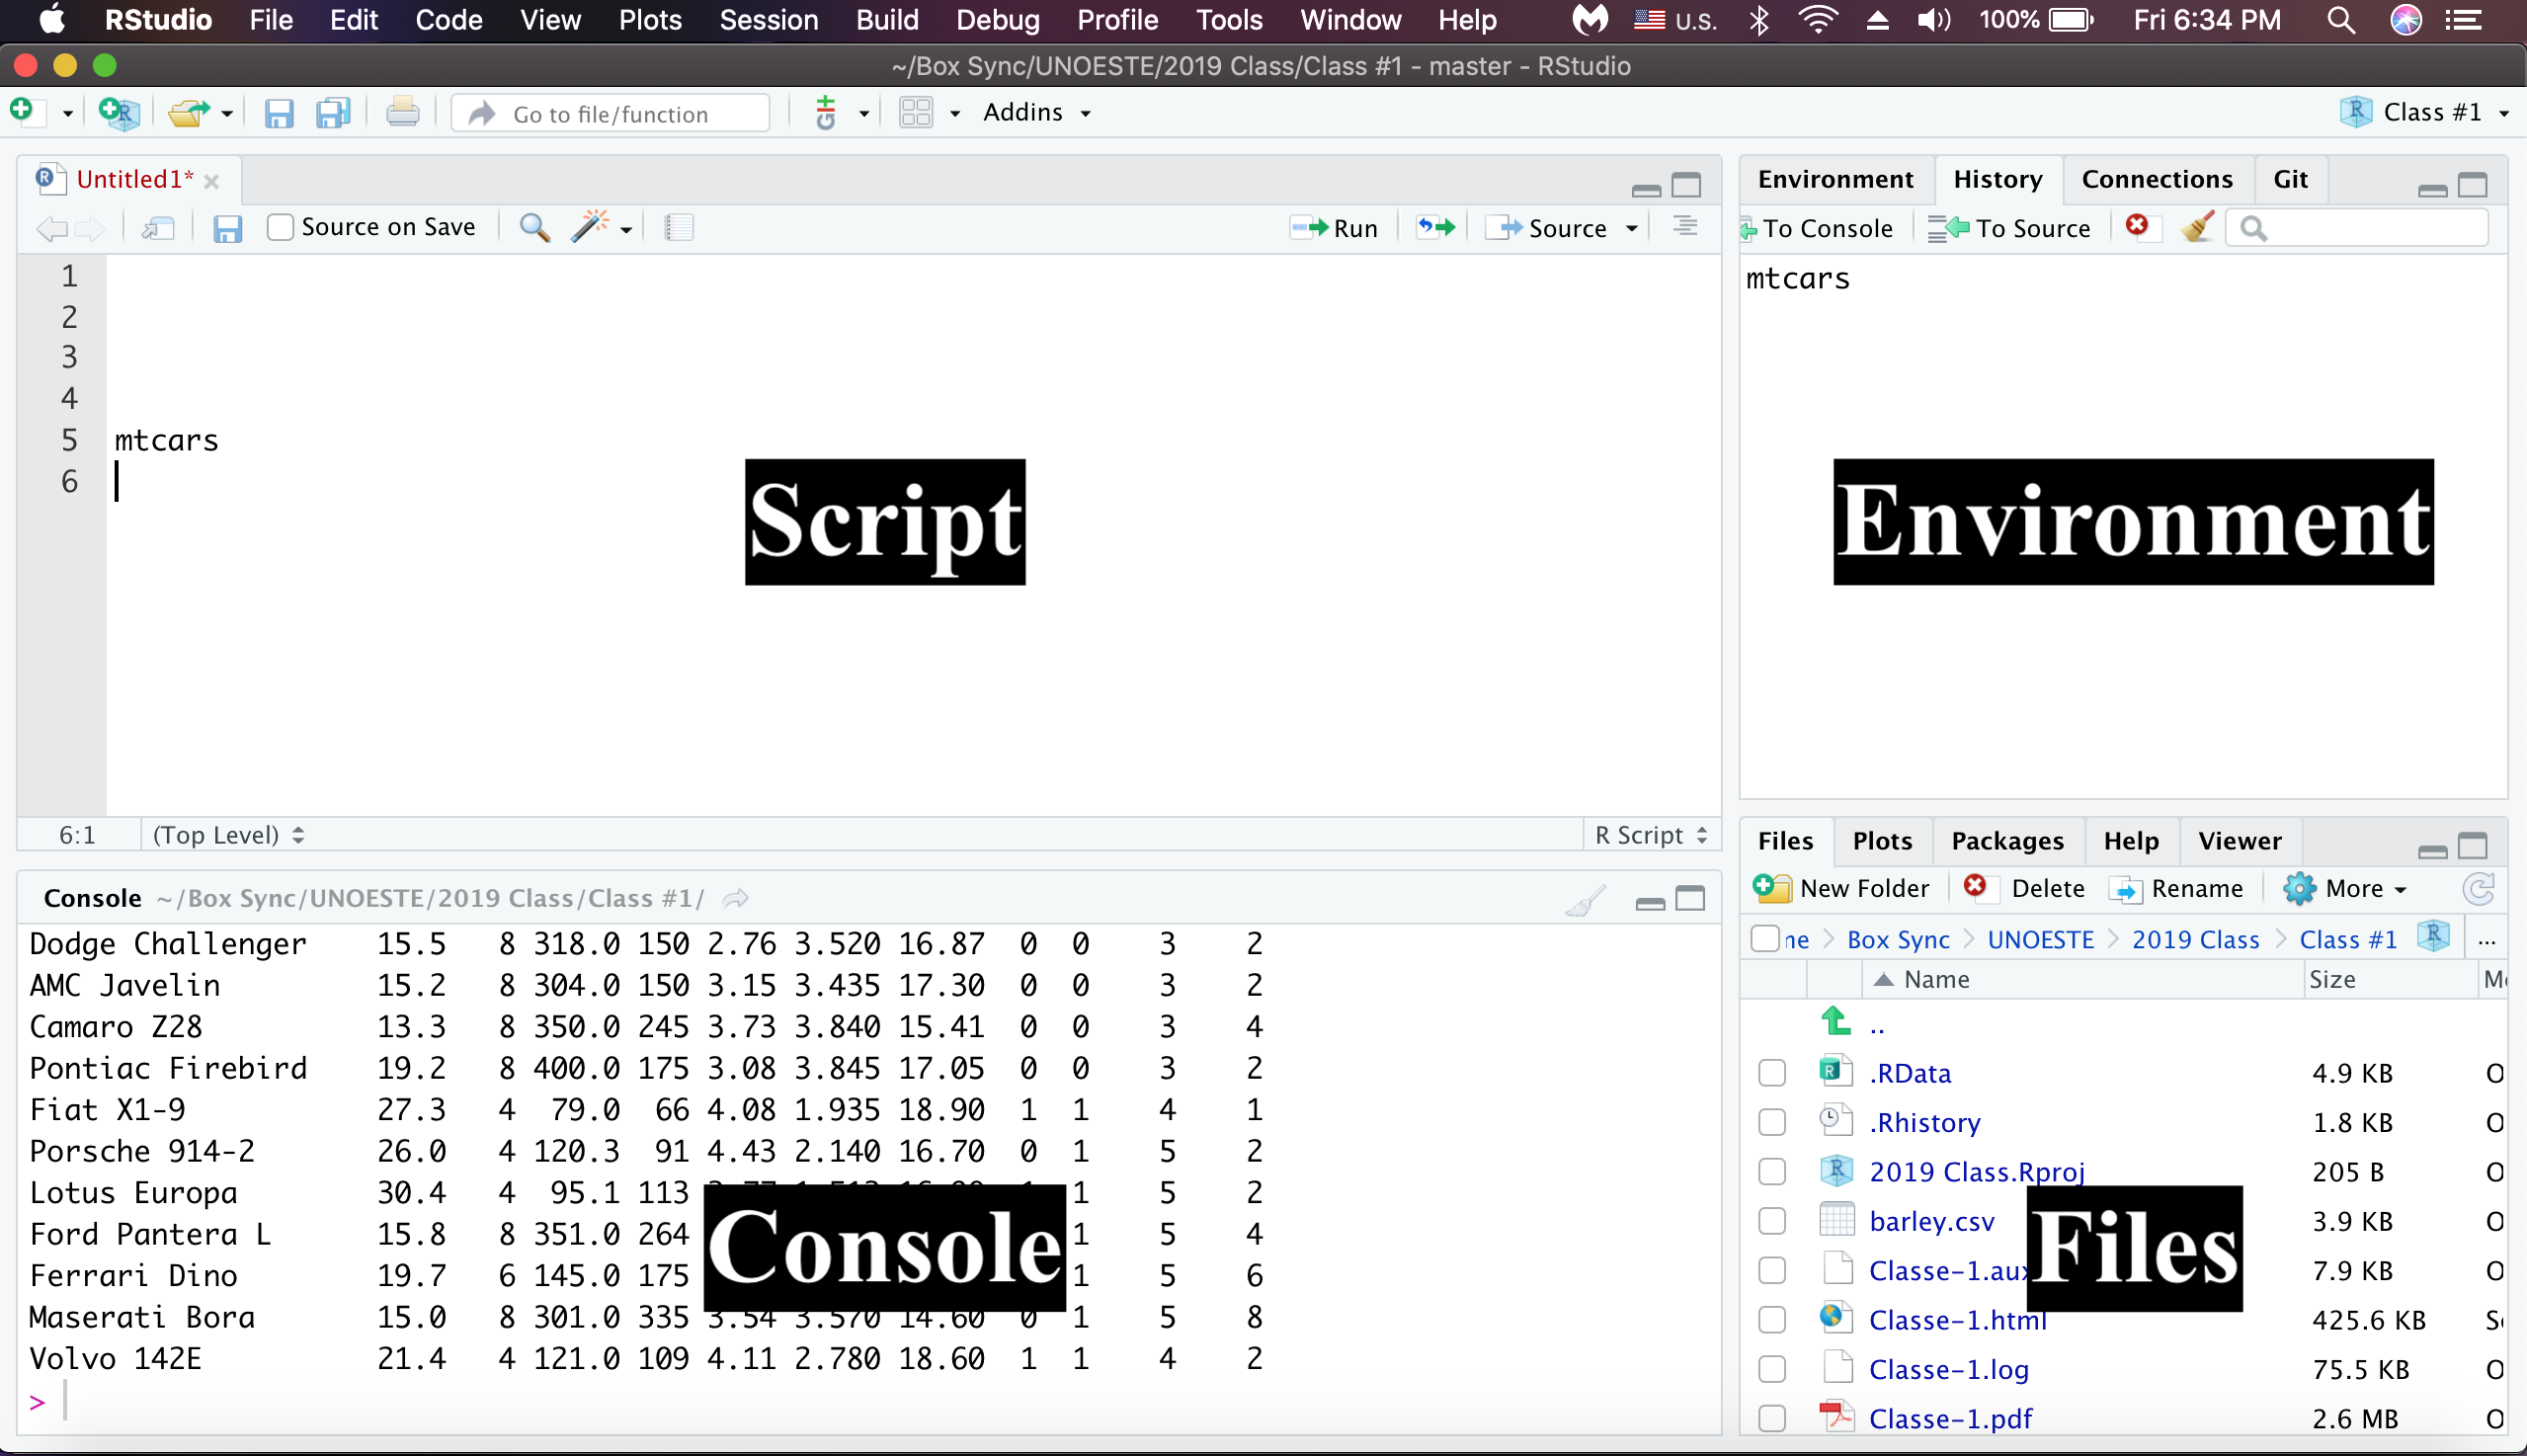 RStudio File Edit Code View Plots Session Build Debug Profile Tools Window Help U.S. 100% Fri 6:34 PM
~/Box Sync/UNOESTE/2019 Class/Class #1 - master - RStudio
Go to file/function Addins Class #1
Untitled1*
Source on Save Run Source
1
2
3
4
5 mtcars
6
Script
6:1 (Top Level) R Script
Environment History Connections Git
To Console To Source
mtcars
Environment
Console ~/Box Sync/UNOESTE/2019 Class/Class #1/
Dodge Challenger 15.5 8 318.0 150 2.76 3.520 16.87 0 0 3 2
AMC Javelin 15.2 8 304.0 150 3.15 3.435 17.30 0 0 3 2
Camaro Z28 13.3 8 350.0 245 3.73 3.840 15.41 0 0 3 4
Pontiac Firebird 19.2 8 400.0 175 3.08 3.845 17.05 0 0 3 2
Fiat X1-9 27.3 4 79.0 66 4.08 1.935 18.90 1 1 4 1
Porsche 914-2 26.0 4 120.3 91 4.43 2.140 16.70 0 1 5 2
Lotus Europa 30.4 4 95.1 113 1 5 2
Ford Pantera L 15.8 8 351.0 264 1 5 4
Ferrari Dino 19.7 6 145.0 175 1 5 6
Maserati Bora 15.0 8 301.0 335 3.54 3.570 14.60 0 1 5 8
Volvo 142E 21.4 4 121.0 109 4.11 2.780 18.60 1 1 4 2
>
Console
Files Plots Packages Help Viewer
New Folder Delete Rename More
Box Sync UNOESTE 2019 Class Class #1 ...
Name Size
..
.RData 4.9 KB
.Rhistory 1.8 KB
2019 Class.Rproj 205 B
barley.csv 3.9 KB
Classe-1.aux 7.9 KB
Classe-1.html 425.6 KB
Classe-1.log 75.5 KB
Classe-1.pdf 2.6 MB
Files